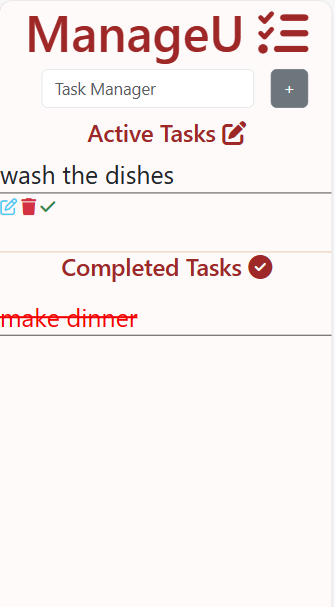 ManageU
Task Manager
+
Active Tasks
wash the dishes
Completed Tasks
make dinner